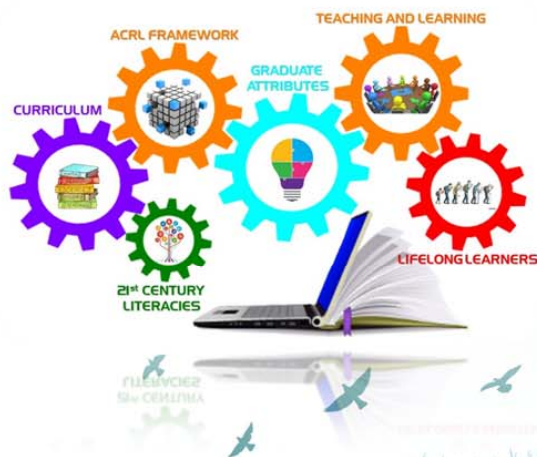 TEACHING AND LEARNING
ACRL FRAMEWORK
GRADUATE
ATTRIBUTES
CURRICULUM
LIFELONG LEARNERS
21st CENTURY
LITERACIES